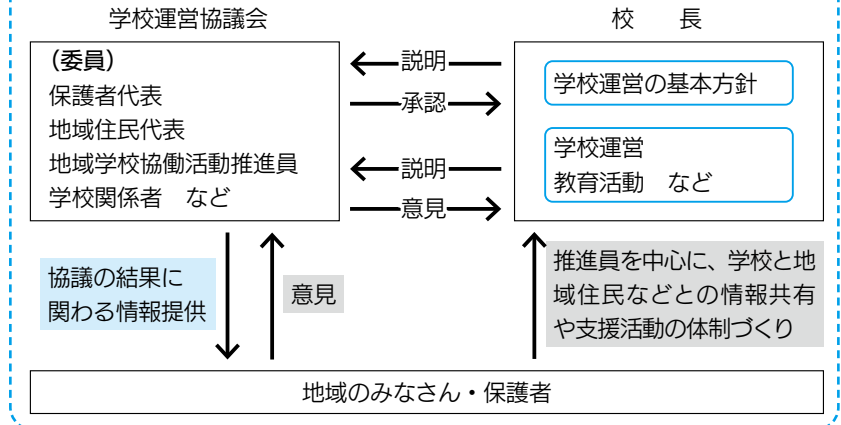 学校運営協議会
校　長
(委員)
保護者代表
地域住民代表
地域学校協働活動推進員
学校関係者　など
説明
承認
説明
意見
学校運営の基本方針
学校運営
教育活動　など
協議の結果に
関わる情報提供
意見
推進員を中心に、学校と地
域住民などとの情報共有
や支援活動の体制づくり
地域のみなさん・保護者